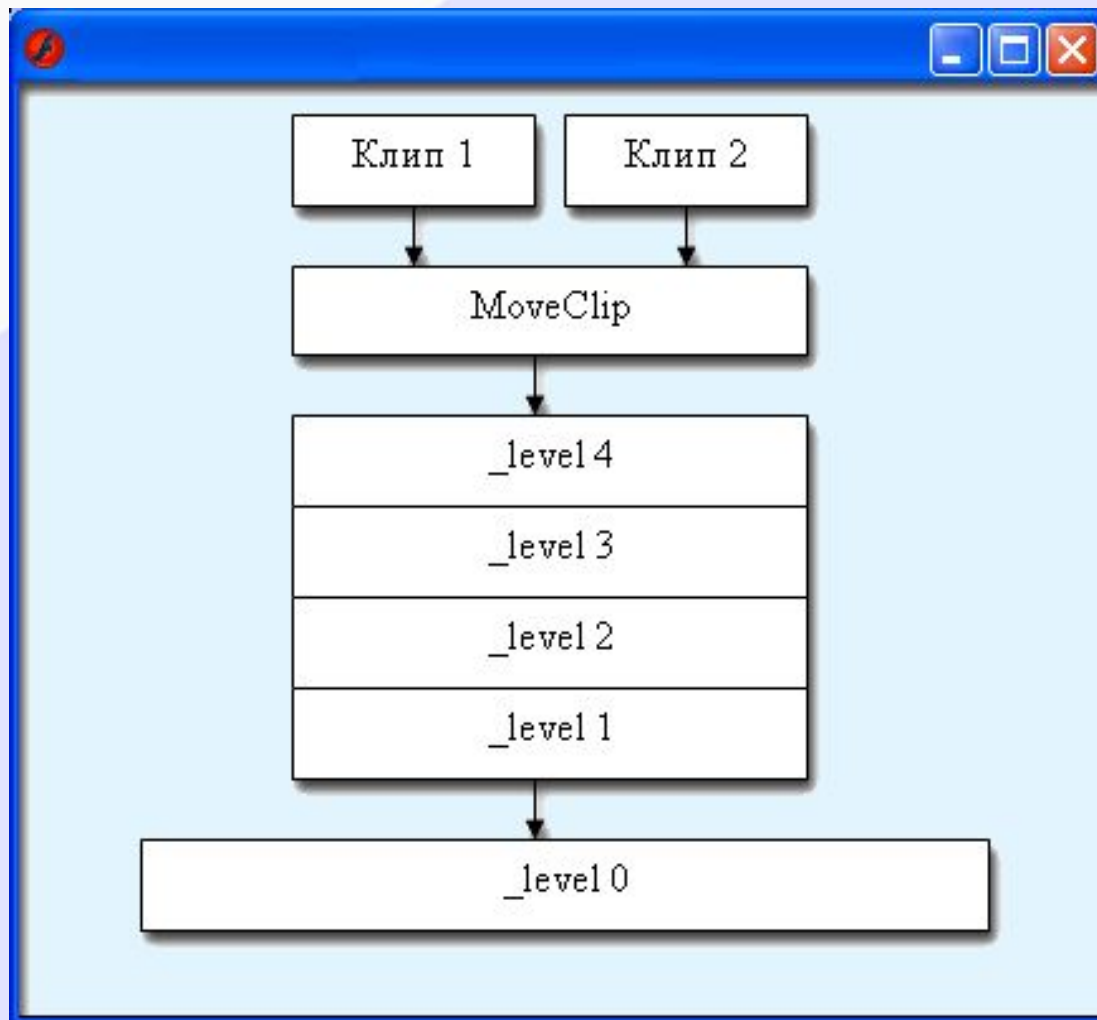 Клип 1
Клип 2
MoveClip
_level 4
_level 3
_level 2
_level 1
_level 0